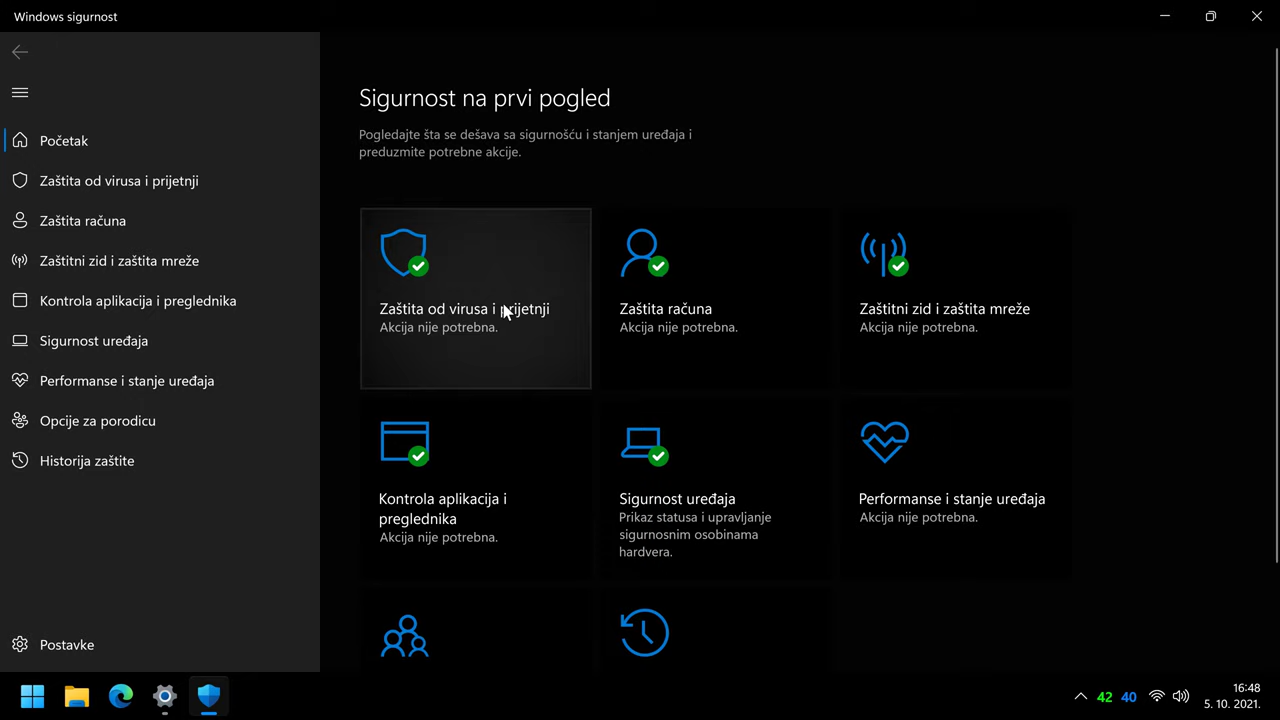 Windows sigurnost
Početak
Zaštita od virusa i prijetnji
Zaštita računa
Zaštitni zid i zaštita mreže
Kontrola aplikacija i preglednika
Sigurnost uređaja
Performanse i stanje uređaja
Opcije za porodicu
Historija zaštite
Postavke
Sigurnost na prvi pogled
Pogledajte šta se dešava sa sigurnošću i stanjem uređaja i
preduzmite potrebne akcije.
Zaštita od virusa i prijetnji
Akcija nije potrebna.
Zaštita računa
Akcija nije potrebna.
Zaštitni zid i zaštita mreže
Akcija nije potrebna.
Kontrola aplikacija i
preglednika
Akcija nije potrebna.
Sigurnost uređaja
Prikaz statusa i upravljanje
sigurnosnim osobinama
hardvera.
Performanse i stanje uređaja
Akcija nije potrebna.
42 40
16:48
5. 10. 2021.